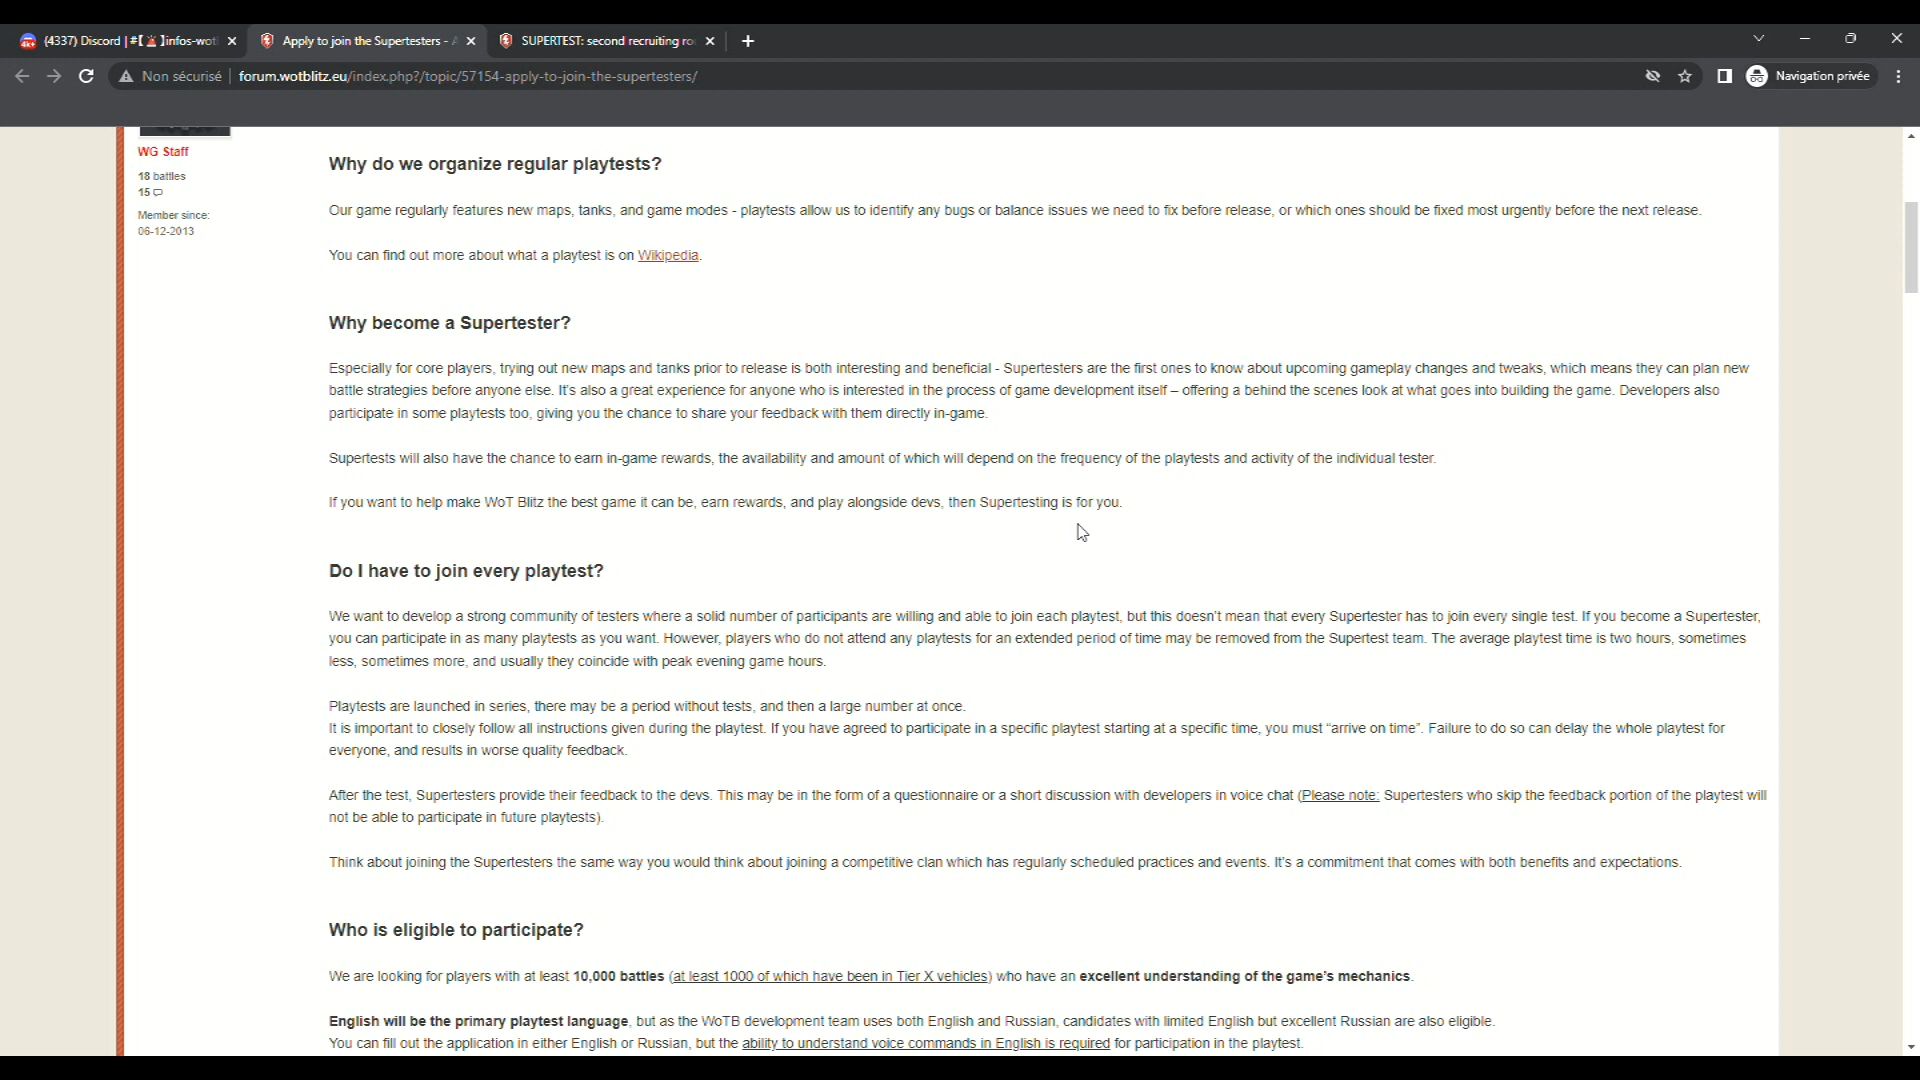 (4337) Discord | #
Apply to join the Supertesters -
SUPERTEST: second recruiting ro
Non sécurisé
forum.wotblitz.eu/index.php?/topic/57154-apply-to-join-the-supertesters/
Navigation privée
WG Staff
18 battles
15
Member since:
06-12-2013
Why do we organize regular playtests?
Our game regularly features new maps, tanks, and game modes - playtests allow us to identify any bugs or balance issues we need to fix before release, or which ones should be fixed most urgently before the next release.
You can find out more about what a playtest is on Wikipedia.
Why become a Supertester?
Especially for core players, trying out new maps and tanks prior to release is both interesting and beneficial - Supertesters are the first ones to know about upcoming gameplay changes and tweaks, which means they can plan new
battle strategies before anyone else. It's also a great experience for anyone who is interested in the process of game development itself – offering a behind the scenes look at what goes into building the game. Developers also
participate in some playtests too, giving you the chance to share your feedback with them directly in-game.
Supertests will also have the chance to earn in-game rewards, the availability and amount of which will depend on the frequency of the playtests and activity of the individual tester.
If you want to help make WoT Blitz the best game it can be, earn rewards, and play alongside devs, then Supertesting is for you.
Do I have to join every playtest?
We want to develop a strong community of testers where a solid number of participants are willing and able to join each playtest, but this doesn't mean that every Supertester has to join every single test. If you become a Supertester,
you can participate in as many playtests as you want. However, players who do not attend any playtests for an extended period of time may be removed from the Supertest team. The average playtest time is two hours, sometimes
less, sometimes more, and usually they coincide with peak evening game hours.
Playtests are launched in series, there may be a period without tests, and then a large number at once.
It is important to closely follow all instructions given during the playtest. If you have agreed to participate in a specific playtest starting at a specific time, you must “arrive on time”. Failure to do so can delay the whole playtest for
everyone, and results in worse quality feedback.
After the test, Supertesters provide their feedback to the devs. This may be in the form of a questionnaire or a short discussion with developers in voice chat (Please note: Supertesters who skip the feedback portion of the playtest will
not be able to participate in future playtests).
Think about joining the Supertesters the same way you would think about joining a competitive clan which has regularly scheduled practices and events. It's a commitment that comes with both benefits and expectations.
Who is eligible to participate?
We are looking for players with at least 10,000 battles (at least 1000 of which have been in Tier X vehicles) who have an excellent understanding of the game's mechanics.
English will be the primary playtest language, but as the WoTB development team uses both English and Russian, candidates with limited English but excellent Russian are also eligible.
You can fill out the application in either English or Russian, but the ability to understand voice commands in English is required for participation in the playtest.